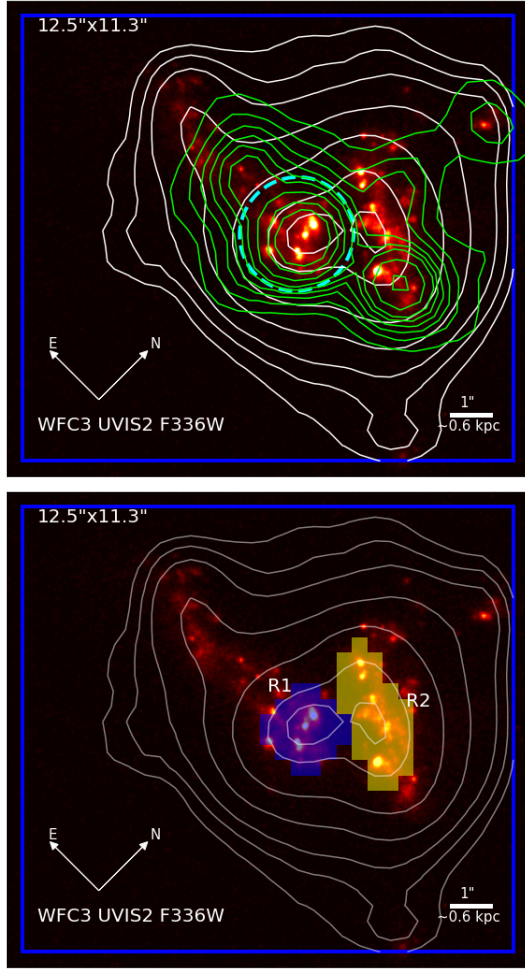 12.5"x11.3"
E N
WFC3 UVIS2 F336W
1"
~0.6 kpc
12.5"x11.3"
R1
R2
E N
WFC3 UVIS2 F336W
1"
~0.6 kpc